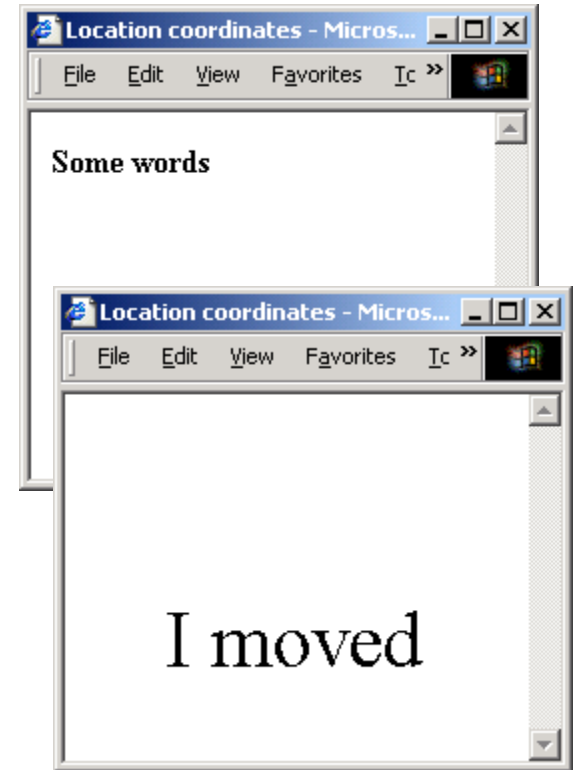 Location coordinates - Micros...
File Edit View Favorites Tc »
Some words
Location coordinates - Micros...
File Edit View Favorites Tc »
I moved